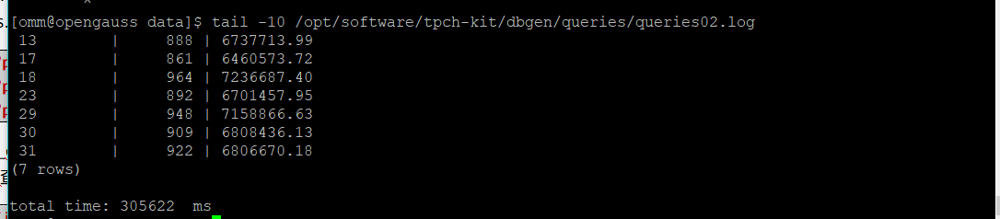 [omm@opengauss data]$ tail -10 /opt/software/tpch-kit/dbgen/queries/queries02.log
13 | 888 | 6737713.99
17 | 861 | 6460573.72
18 | 964 | 7236687.40
23 | 892 | 6701457.95
29 | 948 | 7158866.63
30 | 909 | 6808436.13
31 | 922 | 6806670.18
(7 rows)
total time: 305622 ms